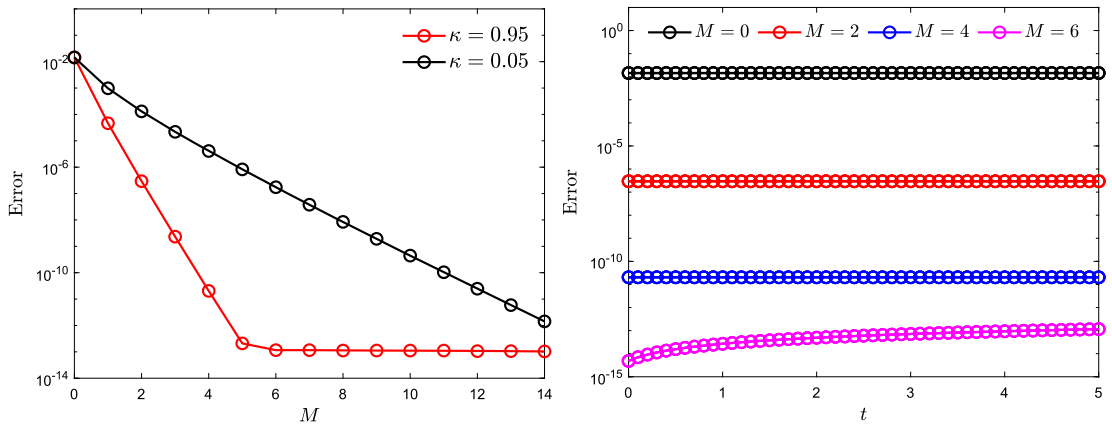 κ = 0.95
κ = 0.05
10^-2
10^-6
10^-10
10^-14
Error
0 2 4 6 8 10 12 14
M
M = 0 M = 2 M = 4 M = 6
10^0
10^-5
10^-10
10^-15
Error
0 1 2 3 4 5
t